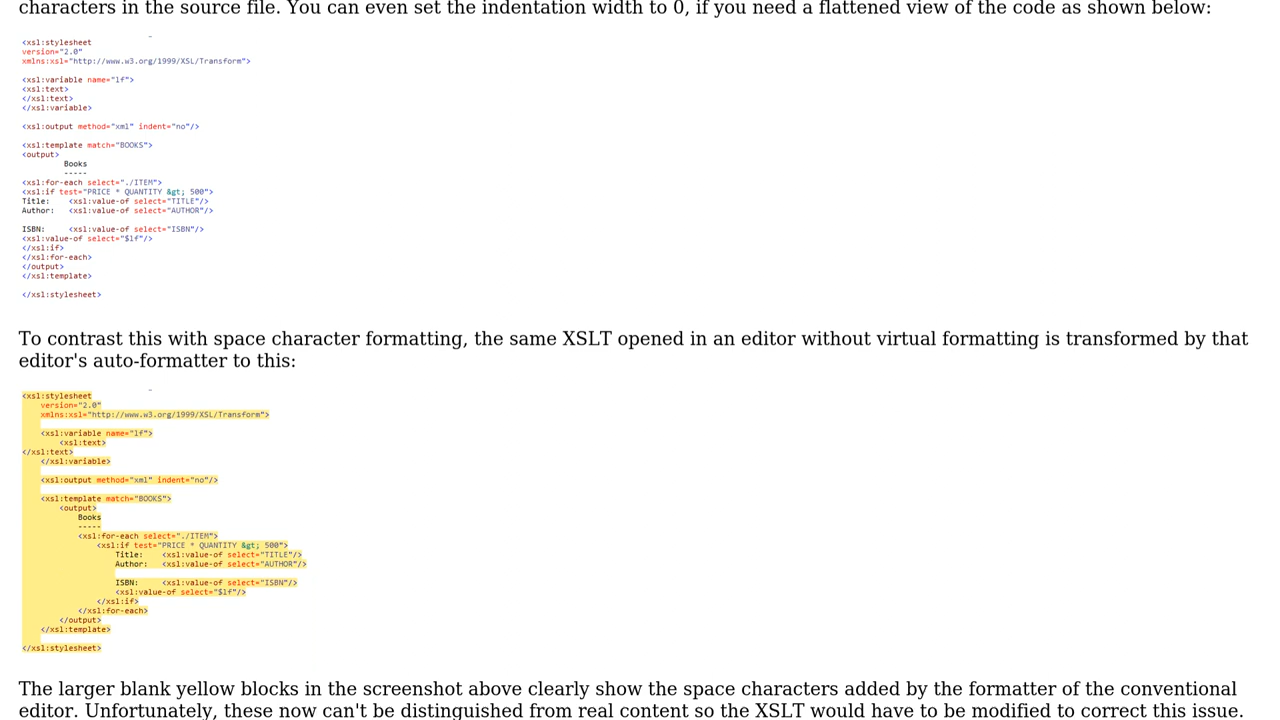 characters in the source file. You can even set the indentation width to 0, if you need a flattened view of the code as shown below:
<xsl:stylesheet
version="2.0"
xmlns:xsl="http://www.w3.org/1999/XSL/Transform">
<xsl:variable name="lf">
<xsl:text>
</xsl:text>
</xsl:variable>
<xsl:output method="xml" indent="no"/>
<xsl:template match="BOOKS">
<output>
Books
-----
<xsl:for-each select="./ITEM">
<xsl:if test="PRICE * QUANTITY &gt; 500">
Title:    <xsl:value-of select="TITLE"/>
Author:   <xsl:value-of select="AUTHOR"/>
ISBN:     <xsl:value-of select="ISBN"/>
<xsl:value-of select="$lf"/>
</xsl:if>
</xsl:for-each>
</output>
</xsl:template>
</xsl:stylesheet>
To contrast this with space character formatting, the same XSLT opened in an editor without virtual formatting is transformed by that
editor's auto-formatter to this:
<xsl:stylesheet
version="2.0"
xmlns:xsl="http://www.w3.org/1999/XSL/Transform">
<xsl:variable name="lf">
<xsl:text>
</xsl:text>
</xsl:variable>
<xsl:output method="xml" indent="no"/>
<xsl:template match="BOOKS">
<output>
Books
-----
<xsl:for-each select="./ITEM">
<xsl:if test="PRICE * QUANTITY &gt; 500">
Title:    <xsl:value-of select="TITLE"/>
Author:   <xsl:value-of select="AUTHOR"/>
ISBN:     <xsl:value-of select="ISBN"/>
<xsl:value-of select="$lf"/>
</xsl:if>
</xsl:for-each>
</output>
</xsl:template>
</xsl:stylesheet>
The larger blank yellow blocks in the screenshot above clearly show the space characters added by the formatter of the conventional
editor. Unfortunately, these now can't be distinguished from real content so the XSLT would have to be modified to correct this issue.